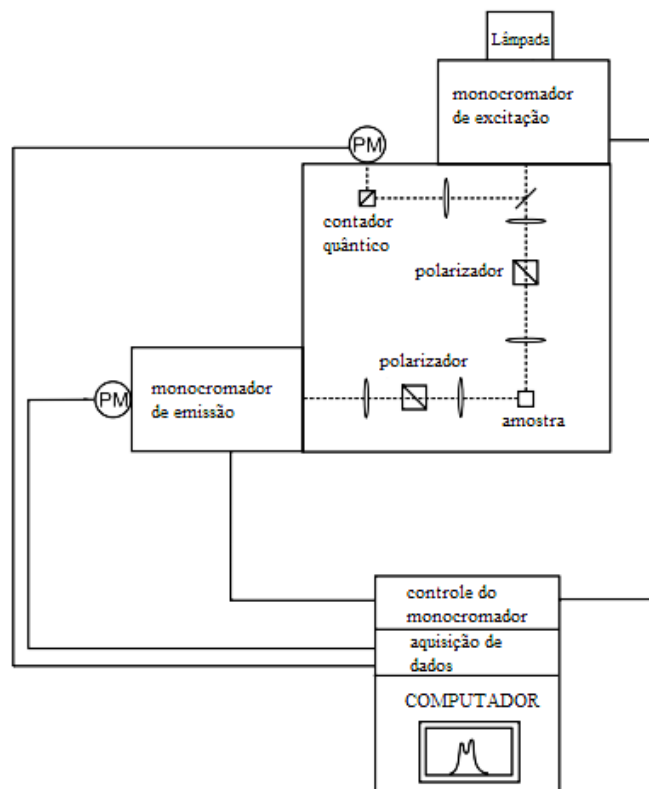 Lâmpada
monocromador
de excitação
PM
contador
quântico
polarizador
polarizador
monocromador
de emissão
PM
amostra
controle do
monocromador
aquisição de
dados
COMPUTADOR